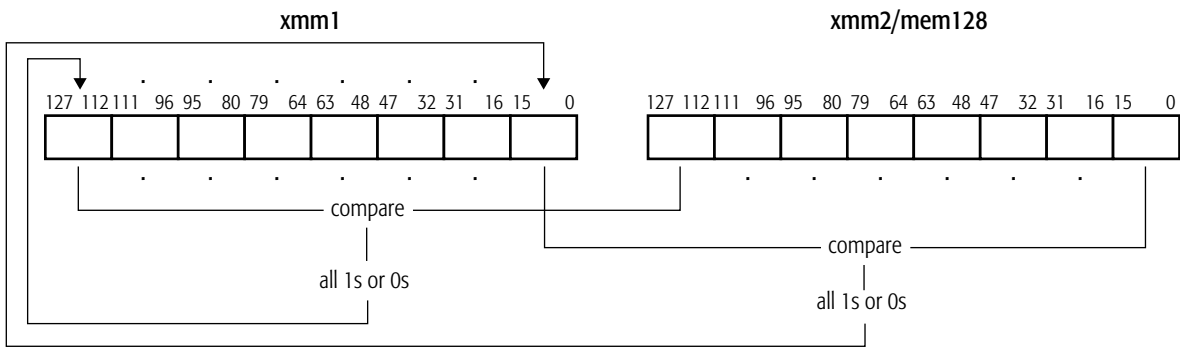 xmm1 xmm2/mem128
. . . . . .
127 112 111 96 95 80 79 64 63 48 47 32 31 16 15 0 127 112 111 96 95 80 79 64 63 48 47 32 31 16 15 0
. . . . . . . . . . . .
compare
compare
all 1s or 0s
all 1s or 0s